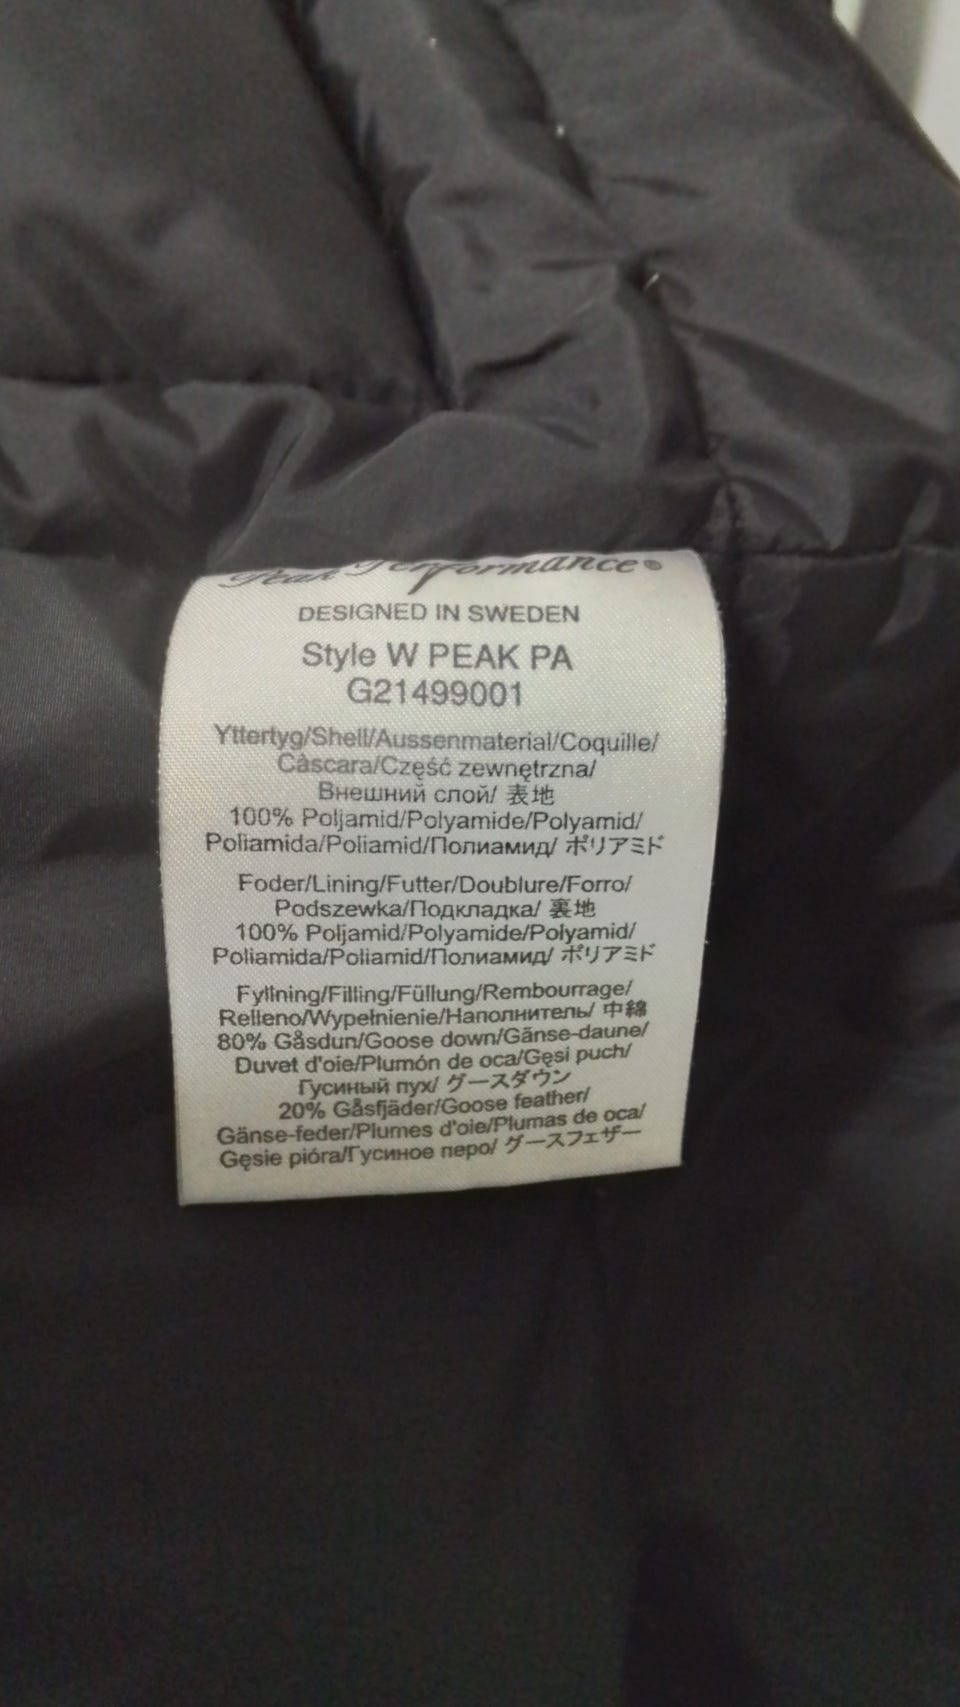 Peak Performance®
DESIGNED IN SWEDEN
Style W PEAK PA
G21499001
Yttertyg/Shell/Aussenmaterial/Coquille/
Càscara/Część zewnętrzna/
Внешний слой/ 表地
100% Poljamid/Polyamide/Polyamid/
Poliamida/Poliamid/Полиамид/ ポリアミド
Foder/Lining/Futter/Doublure/Forro/
Podszewka/Подкладка/ 裏地
100% Poljamid/Polyamide/Polyamid/
Poliamida/Poliamid/Полиамид/ ポリアミド
Fyllning/Filling/Füllung/Rembourrage/
Relleno/Wypełnienie/Наполнитель/ 中綿
80% Gåsdun/Goose down/Gänse-daune/
Duvet d'oie/Plumón de oca/Gęsi puch/
Гусиный пух/ グースダウン
20% Gåsfjäder/Goose feather/
Gänse-feder/Plumes d'oie/Plumas de oca/
Gęsie pióra/Гусиное перо/ グースフェザー